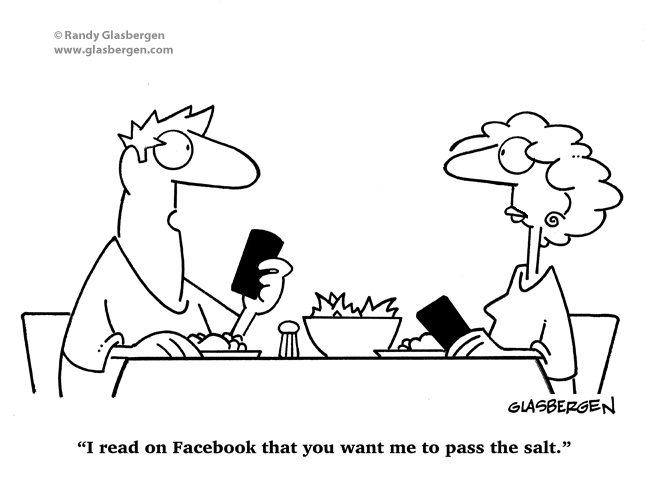 © Randy Glasbergen
www.glasbergen.com
GLASBERGEN
“I read on Facebook that you want me to pass the salt.”